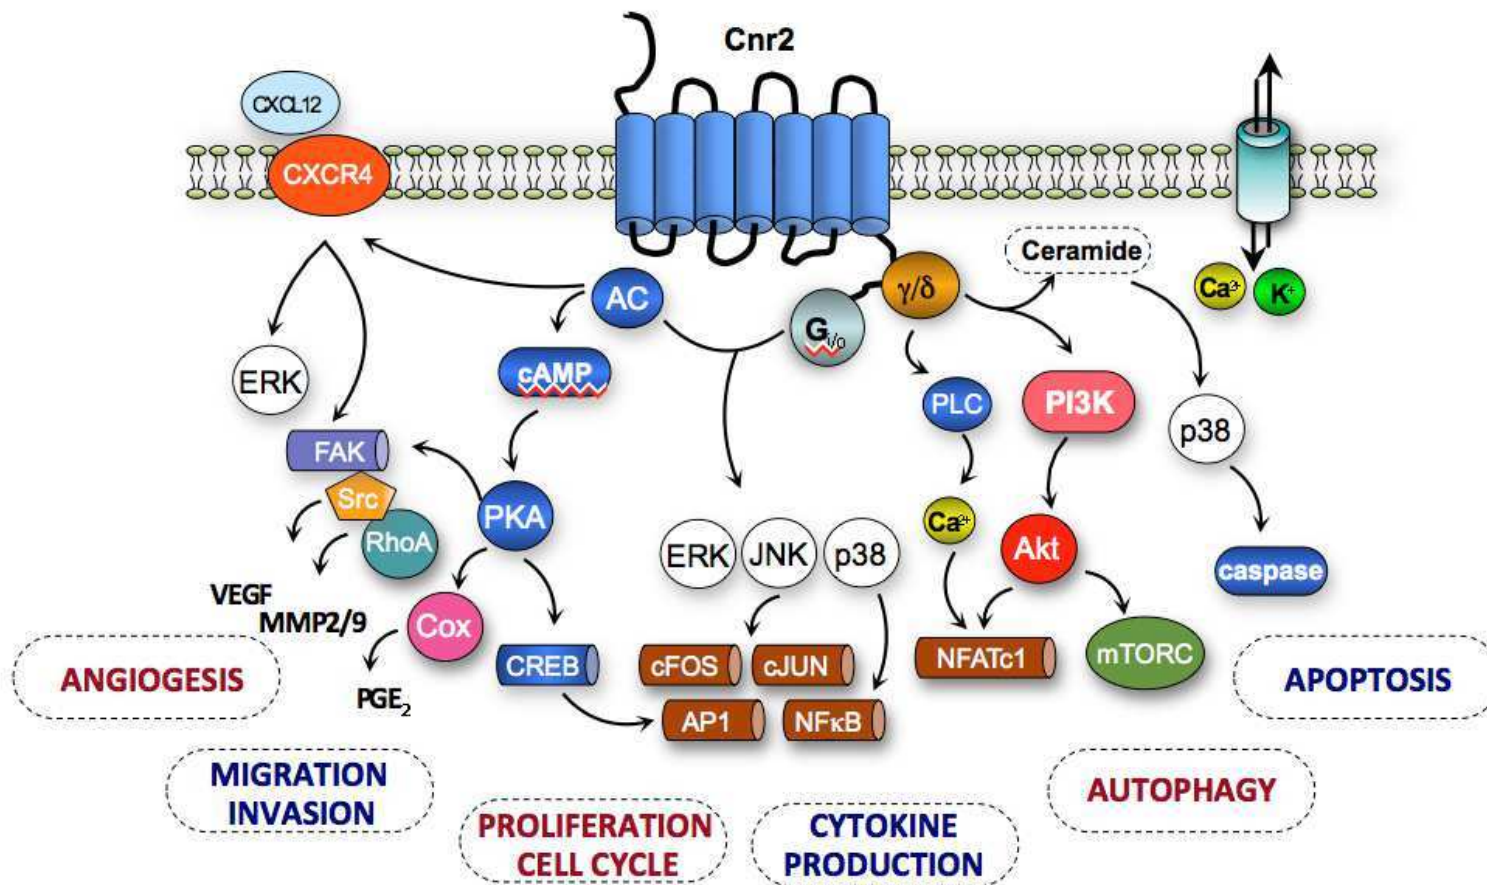 Cnr2
CXCL12
CXCR4
Ceramide
AC
γ/δ
Gi/o
Ca2+
K+
cAMP
ERK
PLC
PI3K
p38
FAK
Src
PKA
RhoA
Ca2+
Akt
ERK
JNK
p38
caspase
VEGF
MMP2/9
Cox
CREB
cFOS
cJUN
NFATc1
mTORC
ANGIOGESIS
PGE2
AP1
NFκB
APOPTOSIS
MIGRATION
INVASION
AUTOPHAGY
PROLIFERATION
CELL CYCLE
CYTOKINE
PRODUCTION